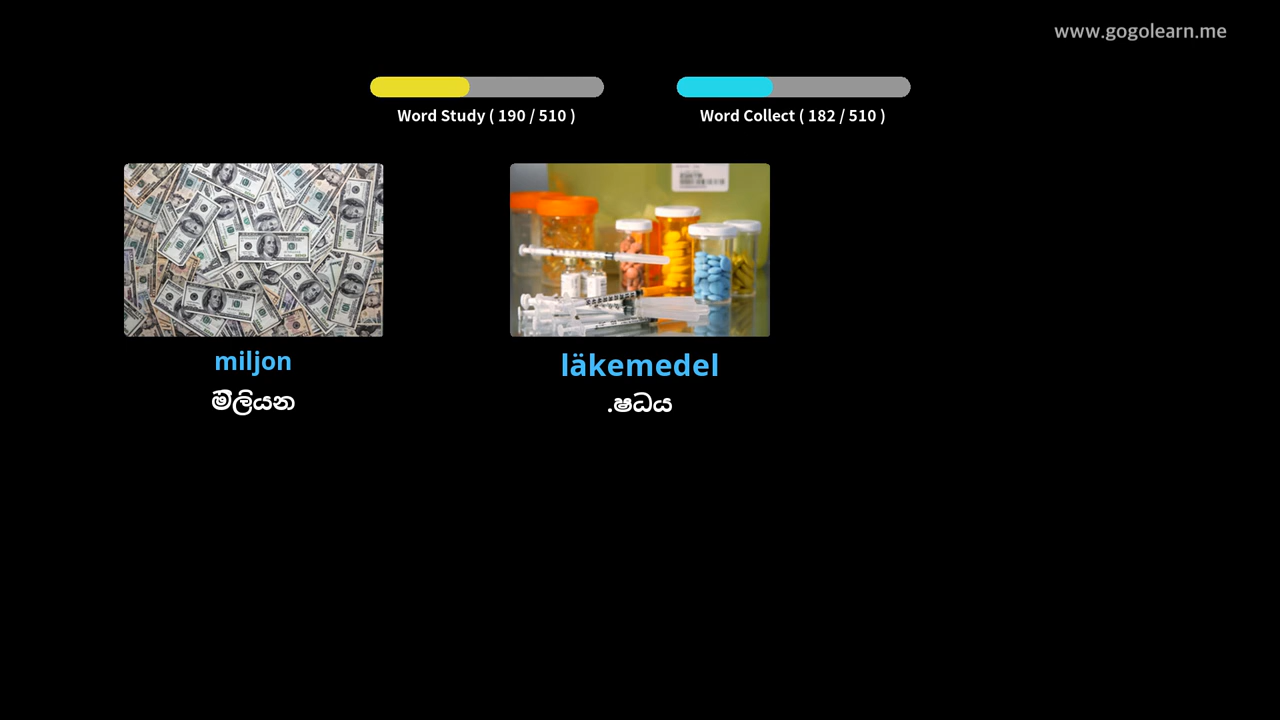 www.gogolearn.me
Word Study ( 190 / 510 )
Word Collect ( 182 / 510 )
miljon
මිලියන
läkemedel
.ෂධය